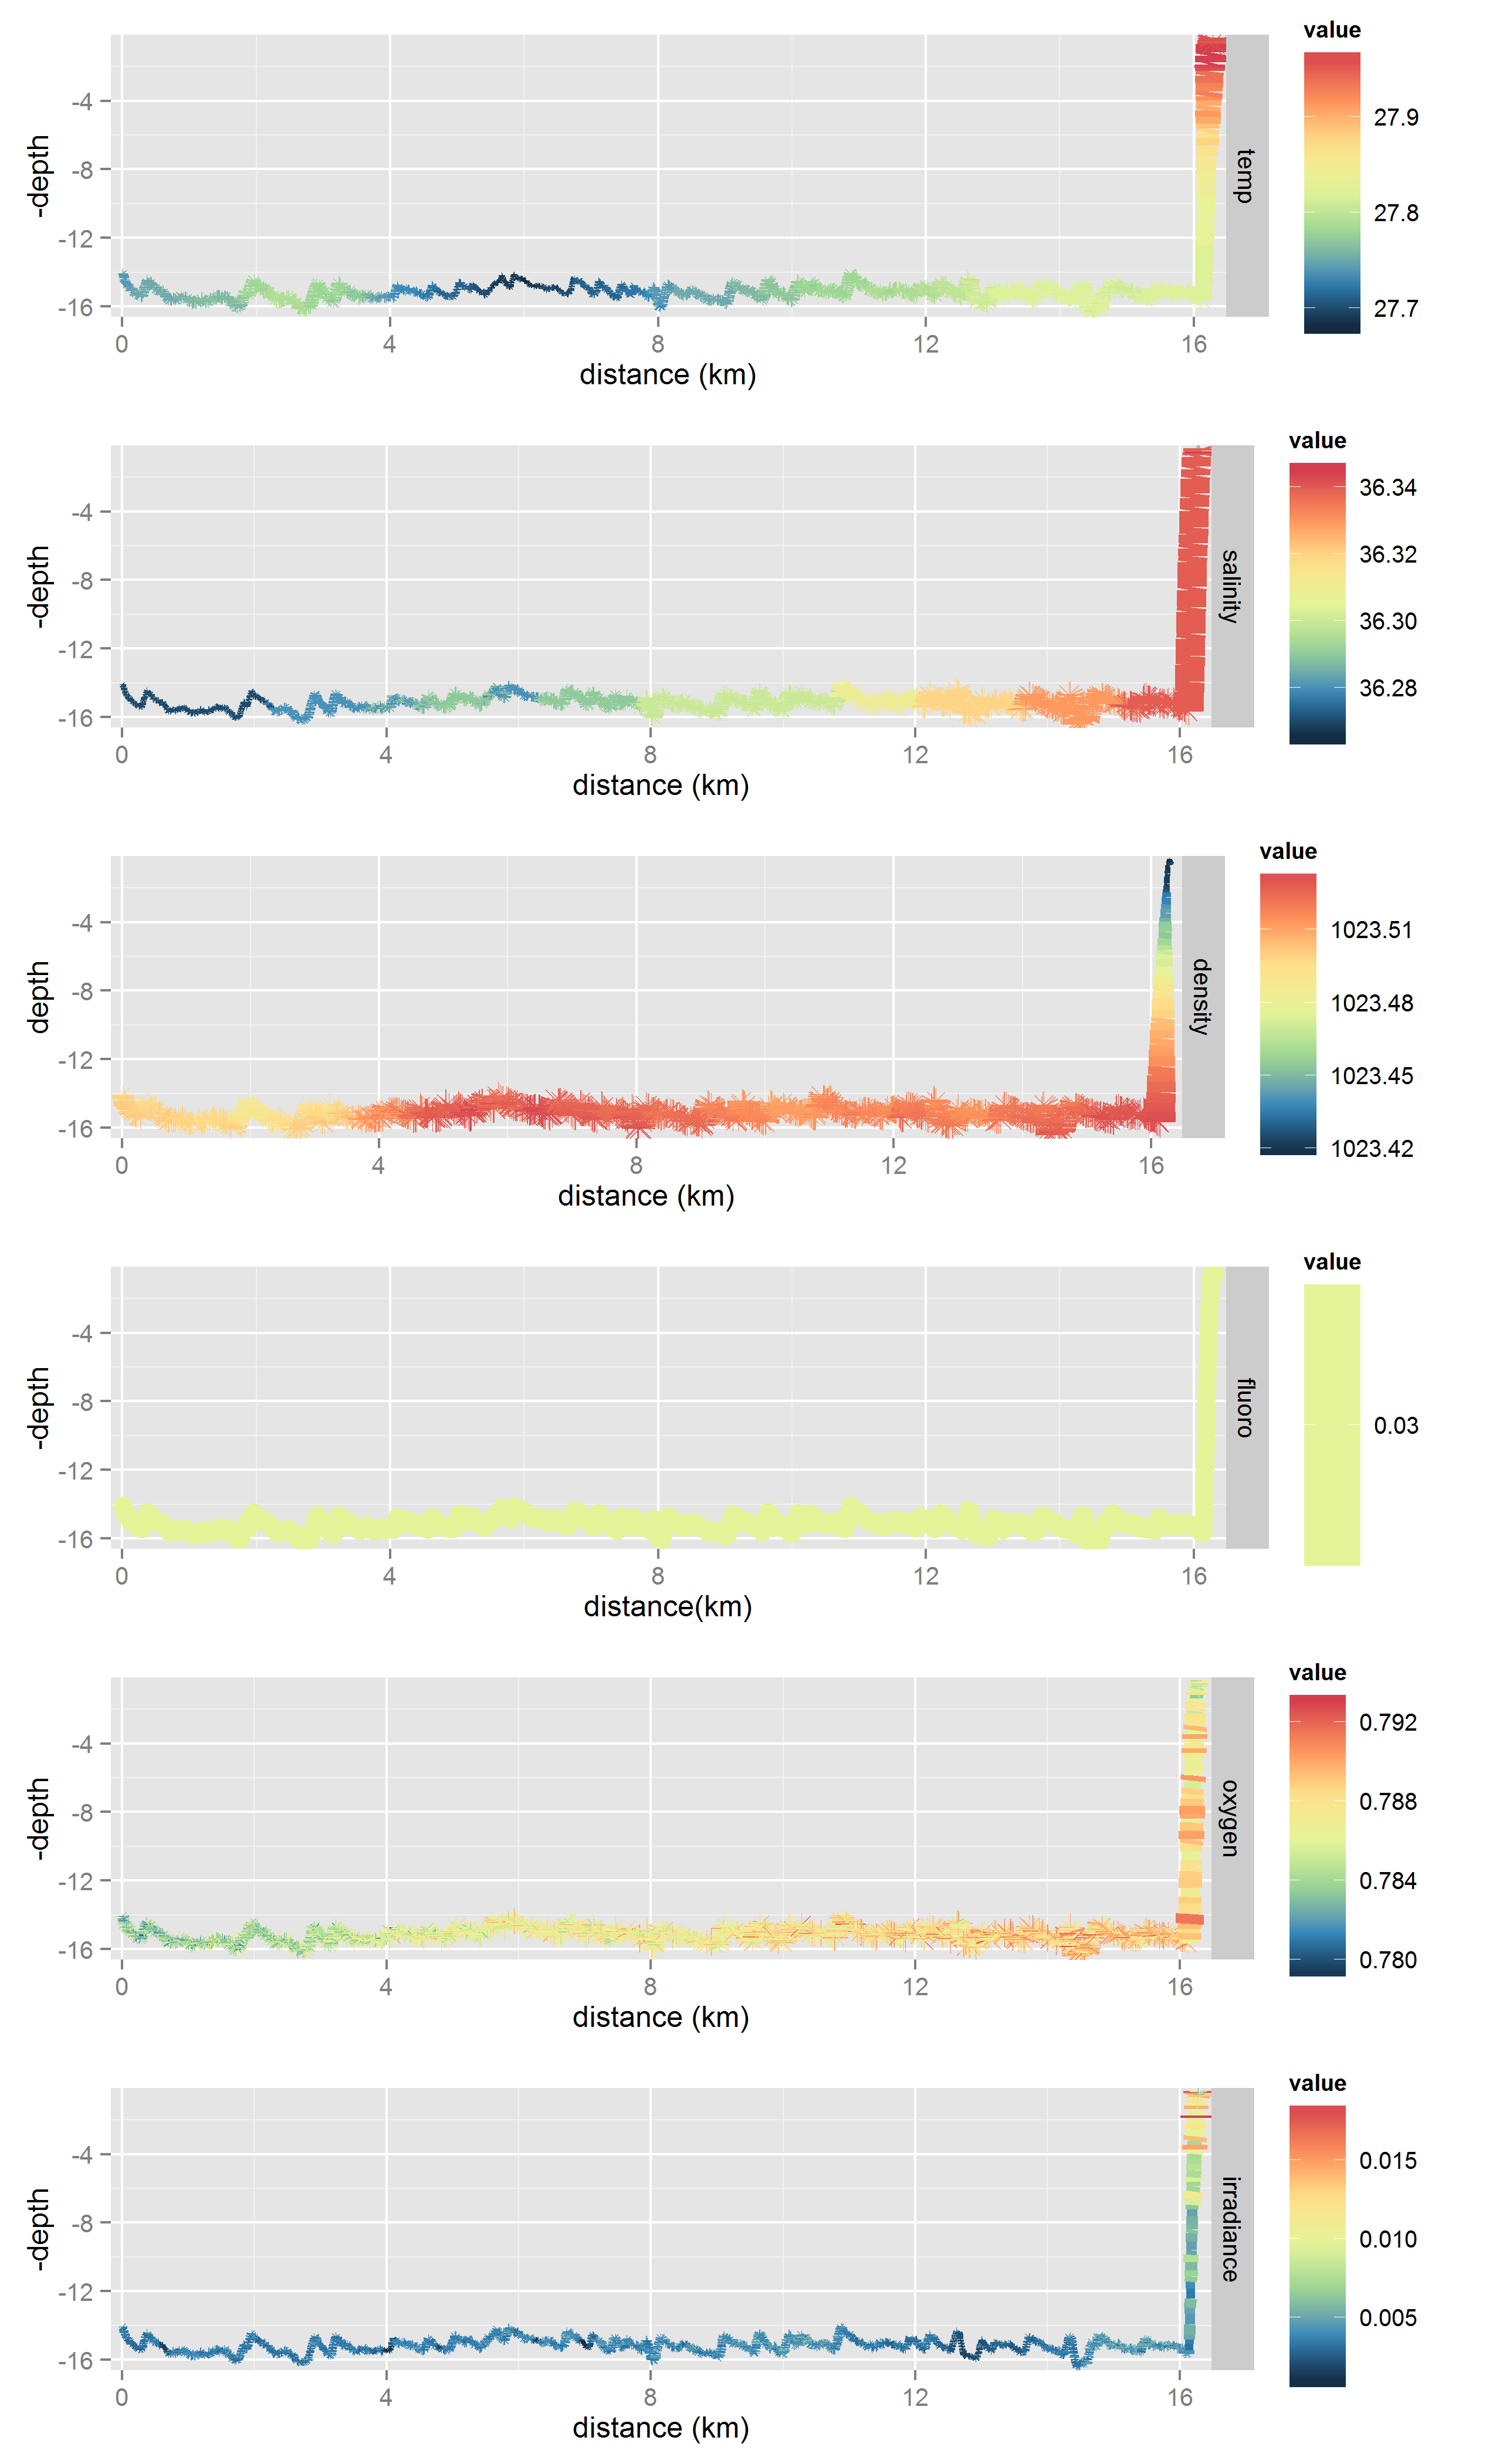 value
-4
-8
-12
-16
-depth
temp
27.9
27.8
27.7
0 4 8 12 16
distance (km)
value
-4
-8
-12
-16
-depth
salinity
36.34
36.32
36.30
36.28
0 4 8 12 16
distance (km)
value
-4
-8
-12
-16
depth
density
1023.51
1023.48
1023.45
1023.42
0 4 8 12 16
distance (km)
value
-4
-8
-12
-16
-depth
fluoro
0.03
0 4 8 12 16
distance(km)
value
-4
-8
-12
-16
-depth
oxygen
0.792
0.788
0.784
0.780
0 4 8 12 16
distance (km)
value
-4
-8
-12
-16
-depth
irradiance
0.015
0.010
0.005
0 4 8 12 16
distance (km)